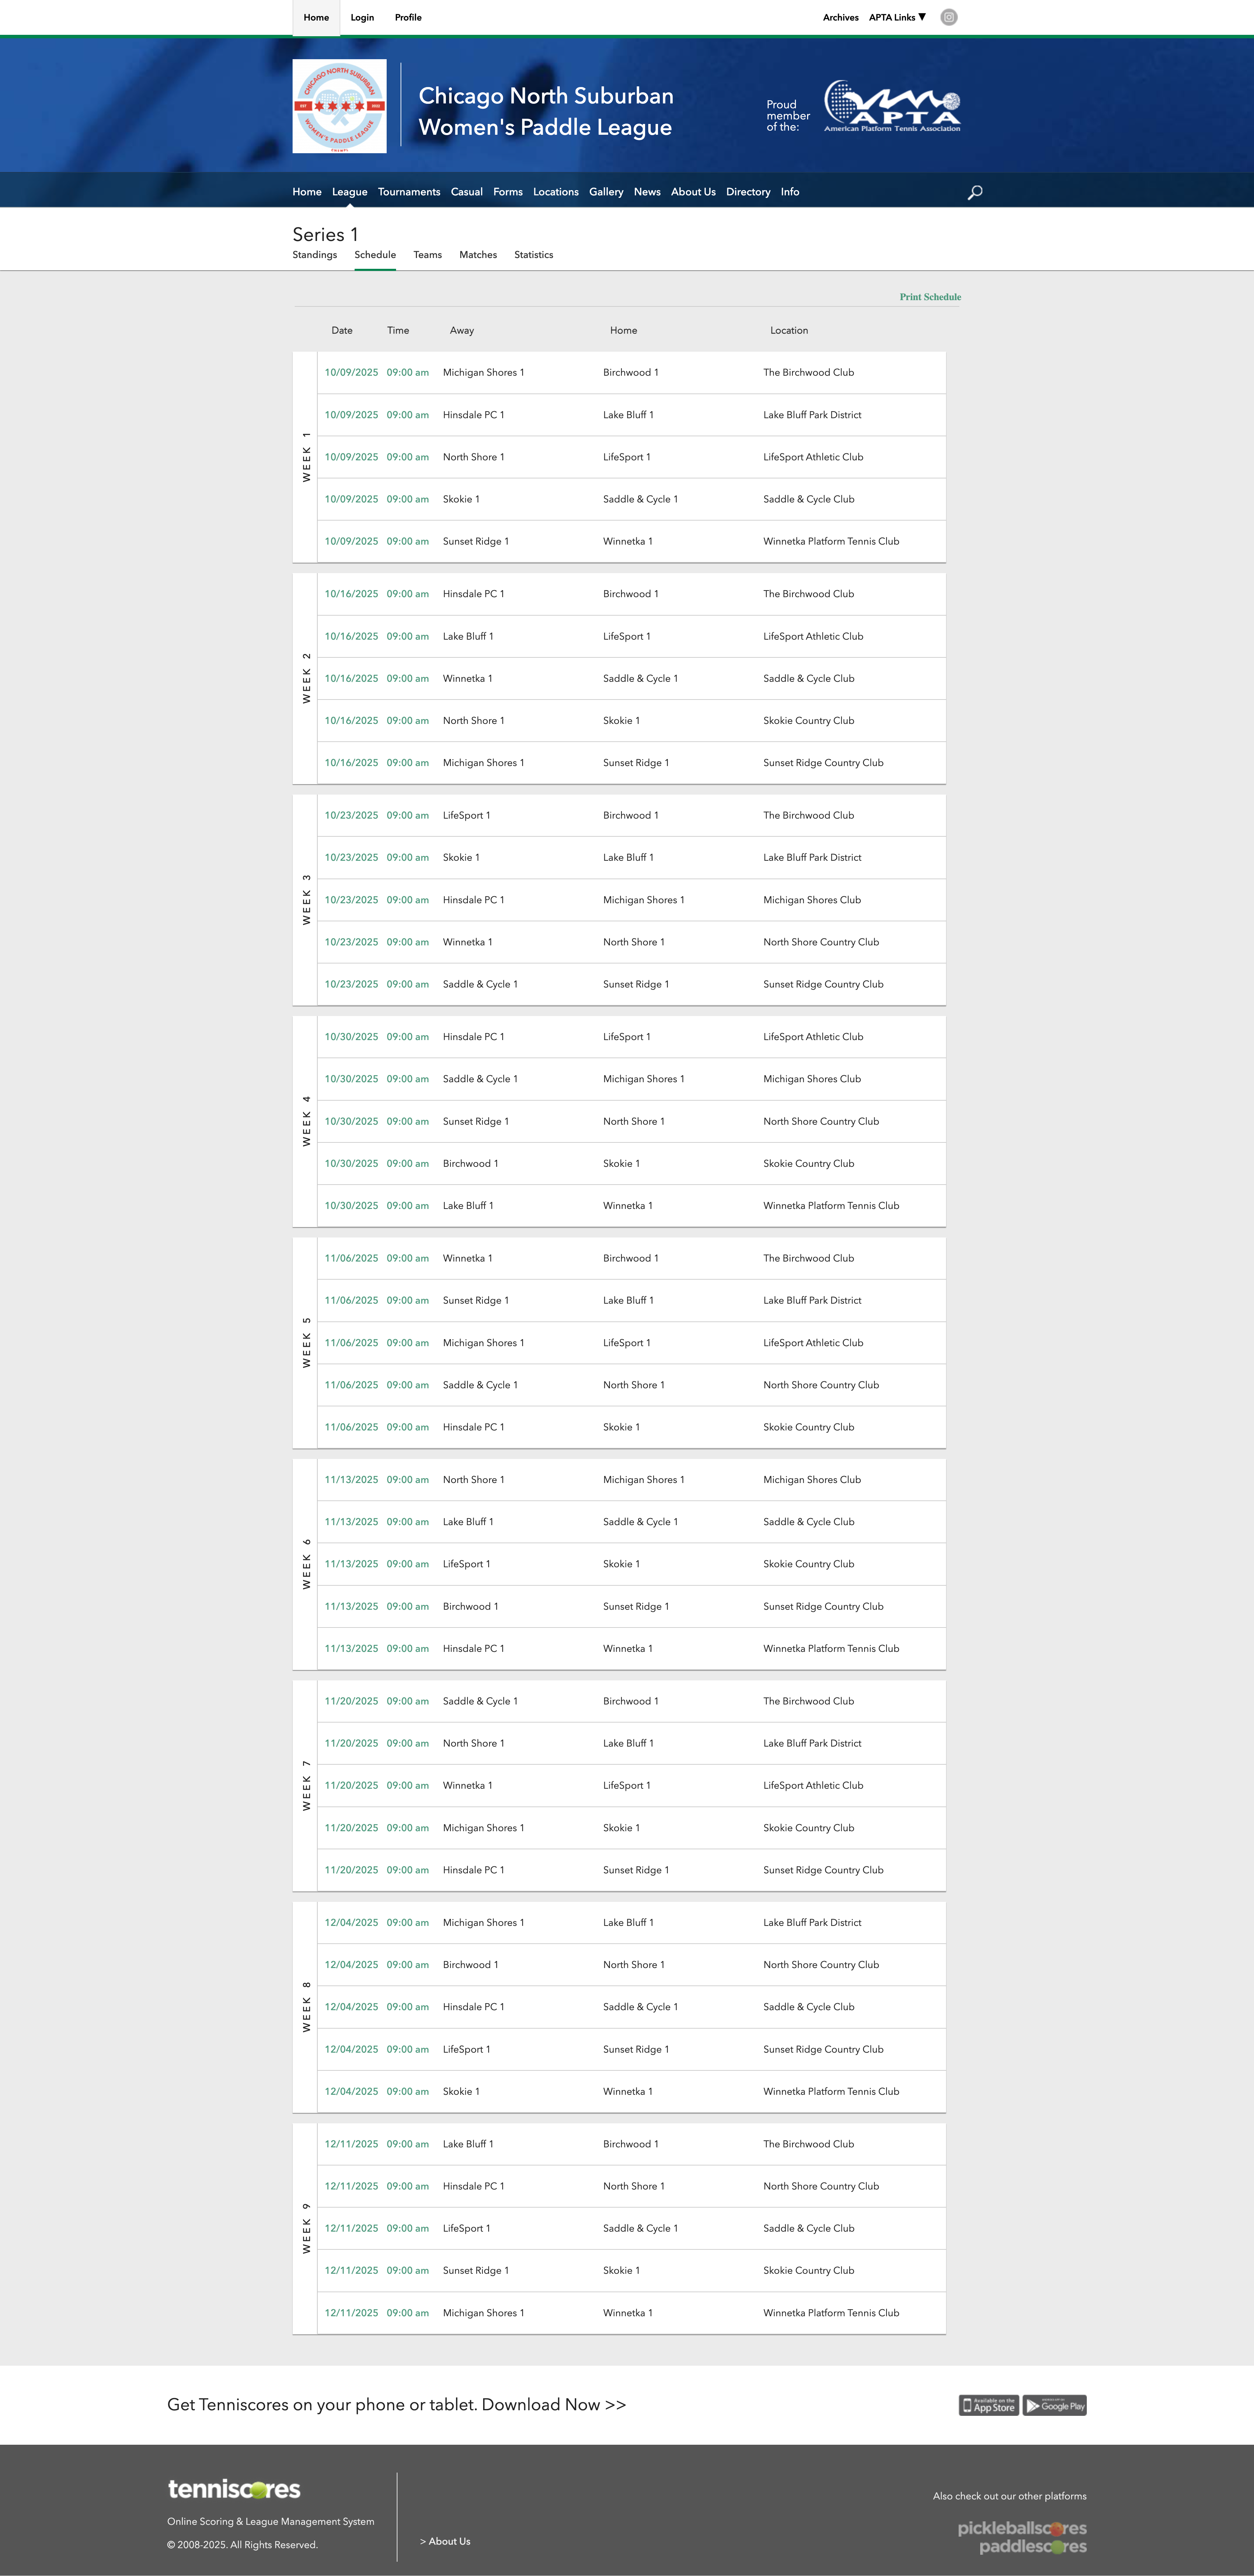 Home Login Profile Archives APTA Links ▼
CHICAGO NORTH SUBURBAN
EST
WOMEN'S PADDLE LEAGUE
Chicago North Suburban
Women's Paddle League
Proud
member
of the:
APTA
American Platform Tennis Association
Home League Tournaments Casual Forms Locations Gallery News About Us Directory Info
Series 1
Standings Schedule Teams Matches Statistics
Print Schedule
Date Time Away Home Location
WEEK 1
10/09/2025 09:00 am Michigan Shores 1 Birchwood 1 The Birchwood Club
10/09/2025 09:00 am Hinsdale PC 1 Lake Bluff 1 Lake Bluff Park District
10/09/2025 09:00 am North Shore 1 LifeSport 1 LifeSport Athletic Club
10/09/2025 09:00 am Skokie 1 Saddle & Cycle 1 Saddle & Cycle Club
10/09/2025 09:00 am Sunset Ridge 1 Winnetka 1 Winnetka Platform Tennis Club
WEEK 2
10/16/2025 09:00 am Hinsdale PC 1 Birchwood 1 The Birchwood Club
10/16/2025 09:00 am Lake Bluff 1 LifeSport 1 LifeSport Athletic Club
10/16/2025 09:00 am Winnetka 1 Saddle & Cycle 1 Saddle & Cycle Club
10/16/2025 09:00 am North Shore 1 Skokie 1 Skokie Country Club
10/16/2025 09:00 am Michigan Shores 1 Sunset Ridge 1 Sunset Ridge Country Club
WEEK 3
10/23/2025 09:00 am LifeSport 1 Birchwood 1 The Birchwood Club
10/23/2025 09:00 am Skokie 1 Lake Bluff 1 Lake Bluff Park District
10/23/2025 09:00 am Hinsdale PC 1 Michigan Shores 1 Michigan Shores Club
10/23/2025 09:00 am Winnetka 1 North Shore 1 North Shore Country Club
10/23/2025 09:00 am Saddle & Cycle 1 Sunset Ridge 1 Sunset Ridge Country Club
WEEK 4
10/30/2025 09:00 am Hinsdale PC 1 LifeSport 1 LifeSport Athletic Club
10/30/2025 09:00 am Saddle & Cycle 1 Michigan Shores 1 Michigan Shores Club
10/30/2025 09:00 am Sunset Ridge 1 North Shore 1 North Shore Country Club
10/30/2025 09:00 am Birchwood 1 Skokie 1 Skokie Country Club
10/30/2025 09:00 am Lake Bluff 1 Winnetka 1 Winnetka Platform Tennis Club
WEEK 5
11/06/2025 09:00 am Winnetka 1 Birchwood 1 The Birchwood Club
11/06/2025 09:00 am Sunset Ridge 1 Lake Bluff 1 Lake Bluff Park District
11/06/2025 09:00 am Michigan Shores 1 LifeSport 1 LifeSport Athletic Club
11/06/2025 09:00 am Saddle & Cycle 1 North Shore 1 North Shore Country Club
11/06/2025 09:00 am Hinsdale PC 1 Skokie 1 Skokie Country Club
WEEK 6
11/13/2025 09:00 am North Shore 1 Michigan Shores 1 Michigan Shores Club
11/13/2025 09:00 am Lake Bluff 1 Saddle & Cycle 1 Saddle & Cycle Club
11/13/2025 09:00 am LifeSport 1 Skokie 1 Skokie Country Club
11/13/2025 09:00 am Birchwood 1 Sunset Ridge 1 Sunset Ridge Country Club
11/13/2025 09:00 am Hinsdale PC 1 Winnetka 1 Winnetka Platform Tennis Club
WEEK 7
11/20/2025 09:00 am Saddle & Cycle 1 Birchwood 1 The Birchwood Club
11/20/2025 09:00 am North Shore 1 Lake Bluff 1 Lake Bluff Park District
11/20/2025 09:00 am Winnetka 1 LifeSport 1 LifeSport Athletic Club
11/20/2025 09:00 am Michigan Shores 1 Skokie 1 Skokie Country Club
11/20/2025 09:00 am Hinsdale PC 1 Sunset Ridge 1 Sunset Ridge Country Club
WEEK 8
12/04/2025 09:00 am Michigan Shores 1 Lake Bluff 1 Lake Bluff Park District
12/04/2025 09:00 am Birchwood 1 North Shore 1 North Shore Country Club
12/04/2025 09:00 am Hinsdale PC 1 Saddle & Cycle 1 Saddle & Cycle Club
12/04/2025 09:00 am LifeSport 1 Sunset Ridge 1 Sunset Ridge Country Club
12/04/2025 09:00 am Skokie 1 Winnetka 1 Winnetka Platform Tennis Club
WEEK 9
12/11/2025 09:00 am Lake Bluff 1 Birchwood 1 The Birchwood Club
12/11/2025 09:00 am Hinsdale PC 1 North Shore 1 North Shore Country Club
12/11/2025 09:00 am LifeSport 1 Saddle & Cycle 1 Saddle & Cycle Club
12/11/2025 09:00 am Sunset Ridge 1 Skokie 1 Skokie Country Club
12/11/2025 09:00 am Michigan Shores 1 Winnetka 1 Winnetka Platform Tennis Club
Get Tenniscores on your phone or tablet. Download Now >>
Available on the
App Store
Google Play
tenniscores
Online Scoring & League Management System
© 2008-2025. All Rights Reserved.
> About Us
Also check out our other platforms
pickleballscores
paddlescores